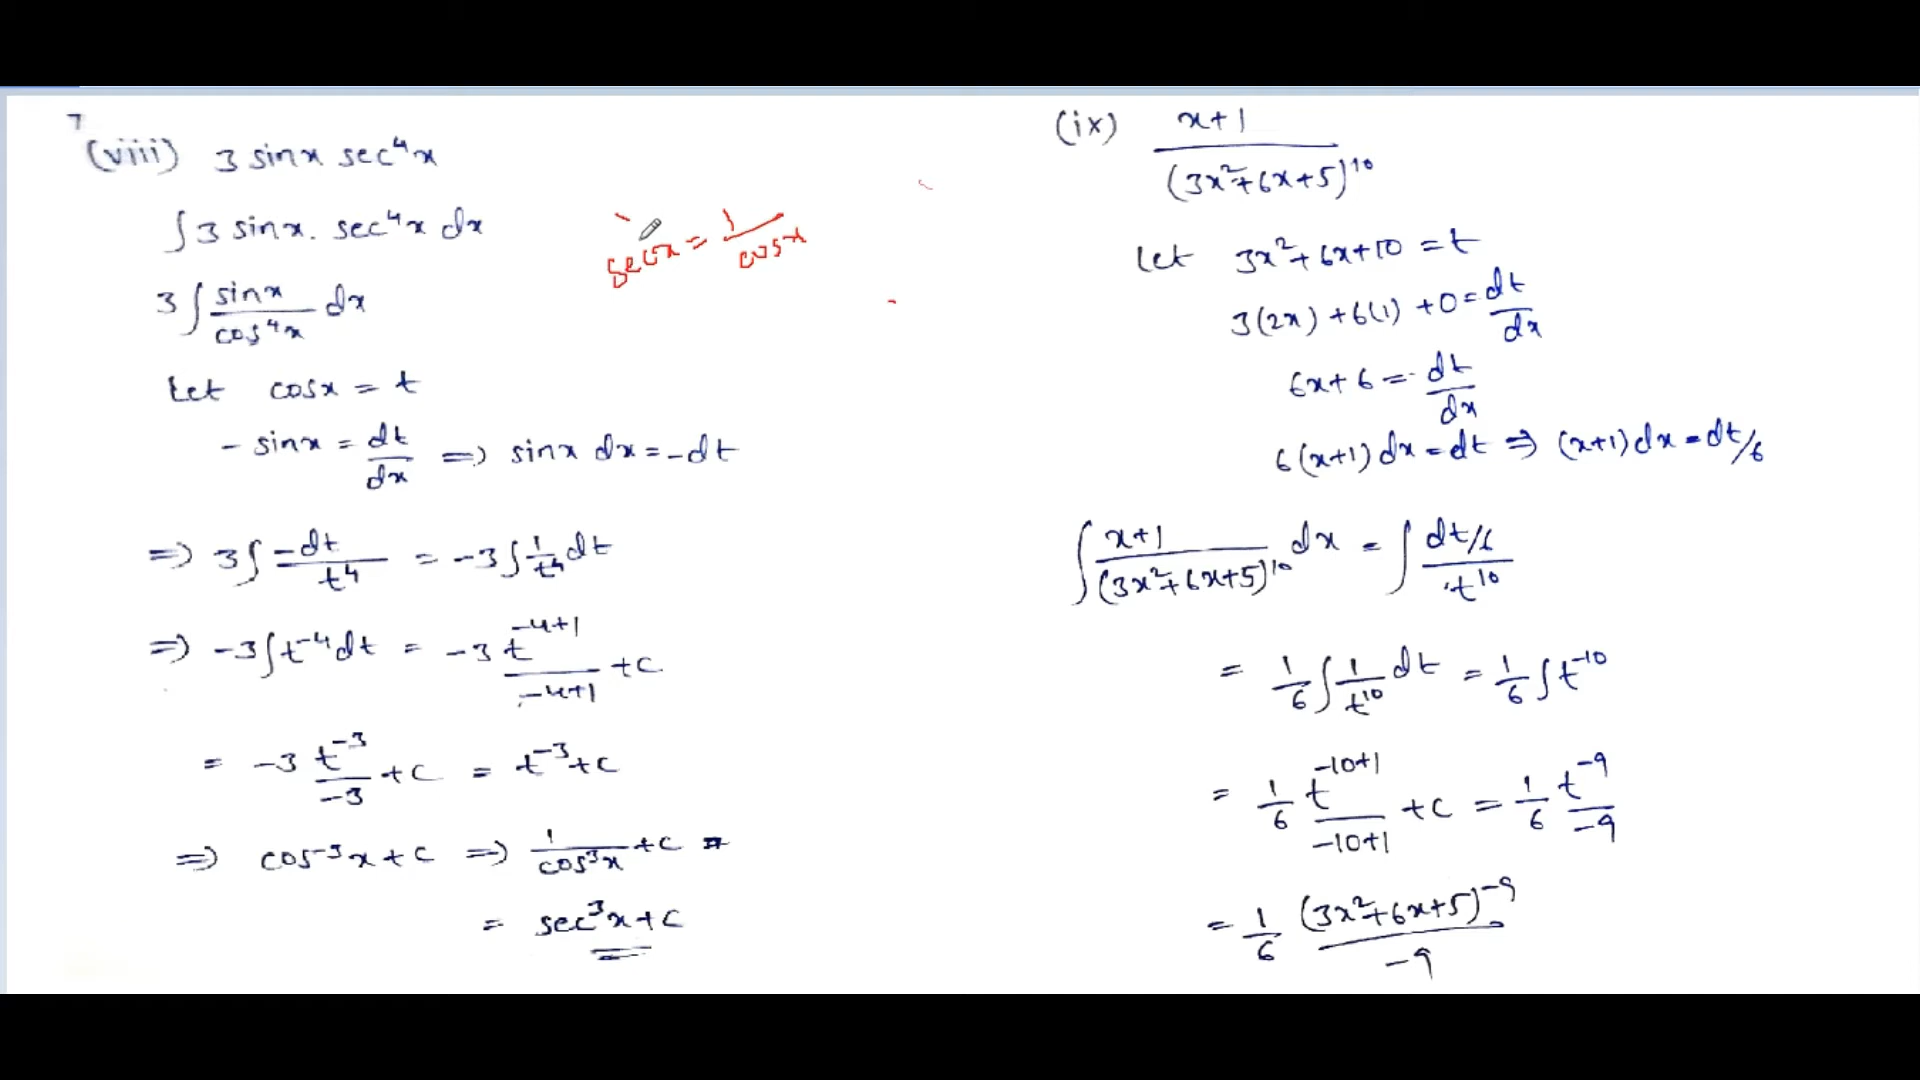 7
(viii) 3 sinx sec⁴x
∫ 3 sinx. sec⁴x dx
3 ∫ sinx/cos⁴x dx
secx = 1/cosx
Let cosx = t
- sinx = dt/dx => sinx dx = -dt
=> 3 ∫ -dt/t⁴ = -3 ∫ 1/t⁴ dt
=> -3 ∫ t⁻⁴ dt = -3 t⁻⁴⁺¹/-4+1 + c
= -3 t⁻³/-3 + c = t⁻³ + c
=> cos⁻³x + c => 1/cos³x + c =
= sec³x + c
(ix) x+1/(3x²+6x+5)¹⁰
Let 3x²+6x+10 = t
3(2x) + 6(1) + 0 = dt/dx
6x+6 = dt/dx
6(x+1) dx = dt => (x+1) dx = dt/6
∫ x+1/(3x²+6x+5)¹⁰ dx = ∫ dt/6/t¹⁰
= 1/6 ∫ 1/t¹⁰ dt = 1/6 ∫ t⁻¹⁰
= 1/6 t⁻¹⁰⁺¹/-10+1 + c = 1/6 t⁻⁹/-9
= 1/6 (3x²+6x+5)⁻⁹/-9